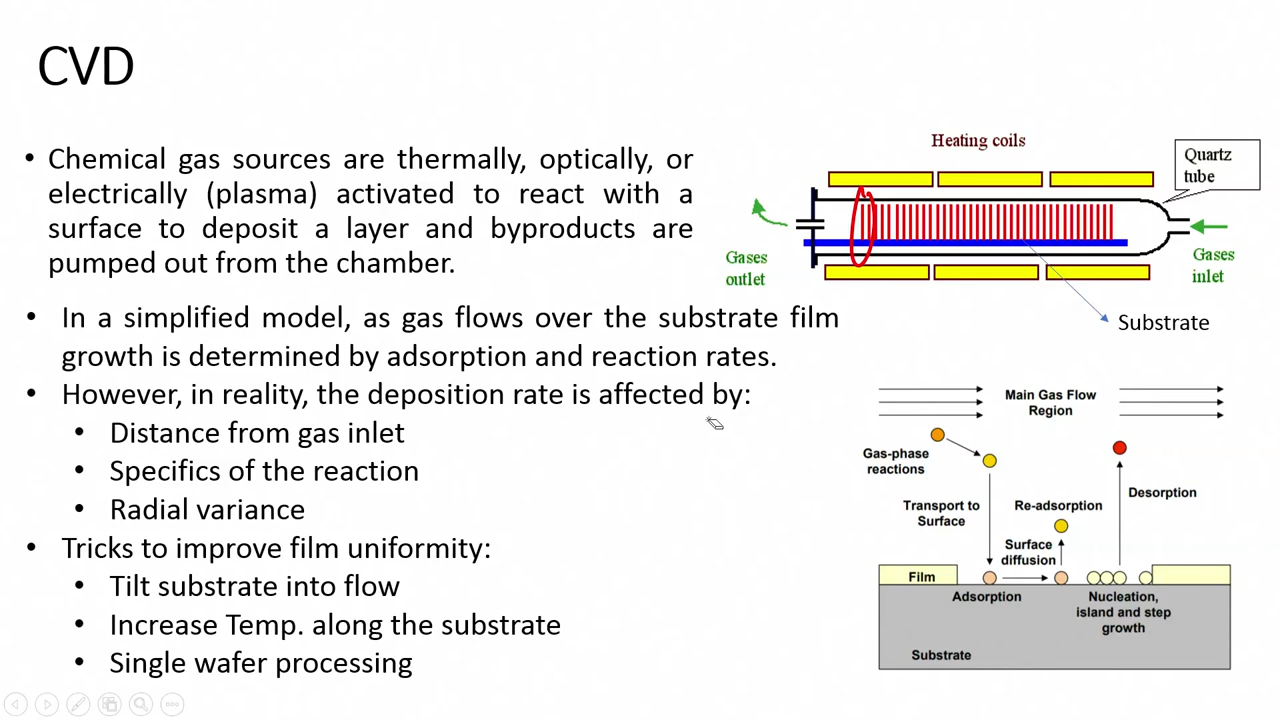 CVD
• Chemical gas sources are thermally, optically, or
electrically (plasma) activated to react with a
surface to deposit a layer and byproducts are
pumped out from the chamber.
• In a simplified model, as gas flows over the substrate film
growth is determined by adsorption and reaction rates.
• However, in reality, the deposition rate is affected by:
• Distance from gas inlet
• Specifics of the reaction
• Radial variance
• Tricks to improve film uniformity:
• Tilt substrate into flow
• Increase Temp. along the substrate
• Single wafer processing
Heating coils
Quartz
tube
Gases
outlet
Gases
inlet
Substrate
Main Gas Flow
Region
Gas-phase
reactions
Transport to
Surface
Re-adsorption
Desorption
Surface
diffusion
Film
Adsorption
Nucleation,
island and step
growth
Substrate